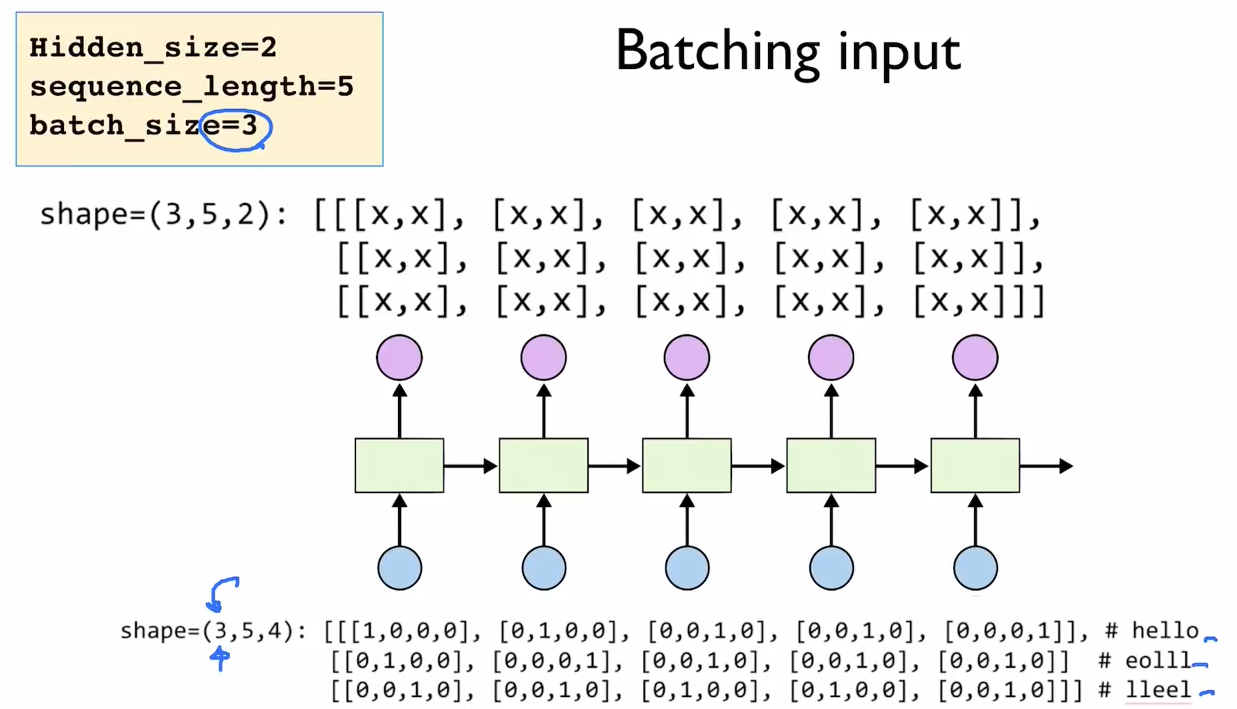 Hidden_size=2
sequence_length=5
batch_size=3
Batching input
shape=(3,5,2): [[[x,x], [x,x], [x,x], [x,x], [x,x]],
[[x,x], [x,x], [x,x], [x,x], [x,x]],
[[x,x], [x,x], [x,x], [x,x], [x,x]]]
shape=(3,5,4): [[[1,0,0,0], [0,1,0,0], [0,0,1,0], [0,0,1,0], [0,0,0,1]], # hello
[[0,1,0,0], [0,0,0,1], [0,0,1,0], [0,0,1,0], [0,0,1,0]] # eolll
[[0,0,1,0], [0,0,1,0], [0,1,0,0], [0,1,0,0], [0,0,1,0]]] # lleel